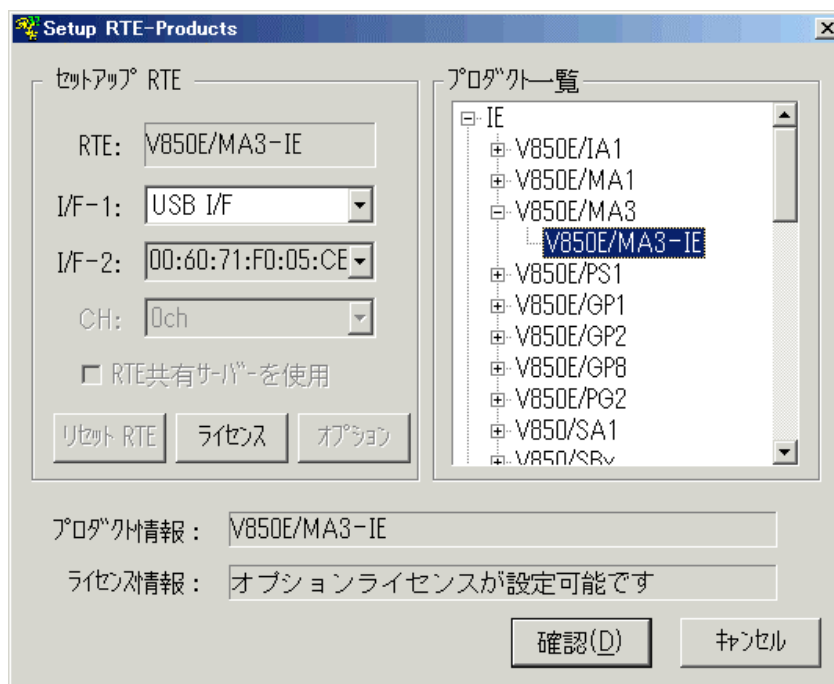 Setup RTE-Products
セットアップ RTE
RTE: V850E/MA3-IE
I/F-1: USB I/F
I/F-2: 00:60:71:F0:05:CE
CH: 0ch
RTE共有サーバーを使用
リセット RTE
ライセンス
オプション
プロダクト一覧
IE
V850E/IA1
V850E/MA1
V850E/MA3
V850E/MA3-IE
V850E/PS1
V850E/GP1
V850E/GP2
V850E/GP8
V850E/PG2
V850/SA1
V850/SBx
プロダクト情報： V850E/MA3-IE
ライセンス情報： オプションライセンスが設定可能です
確認(D)
キャンセル